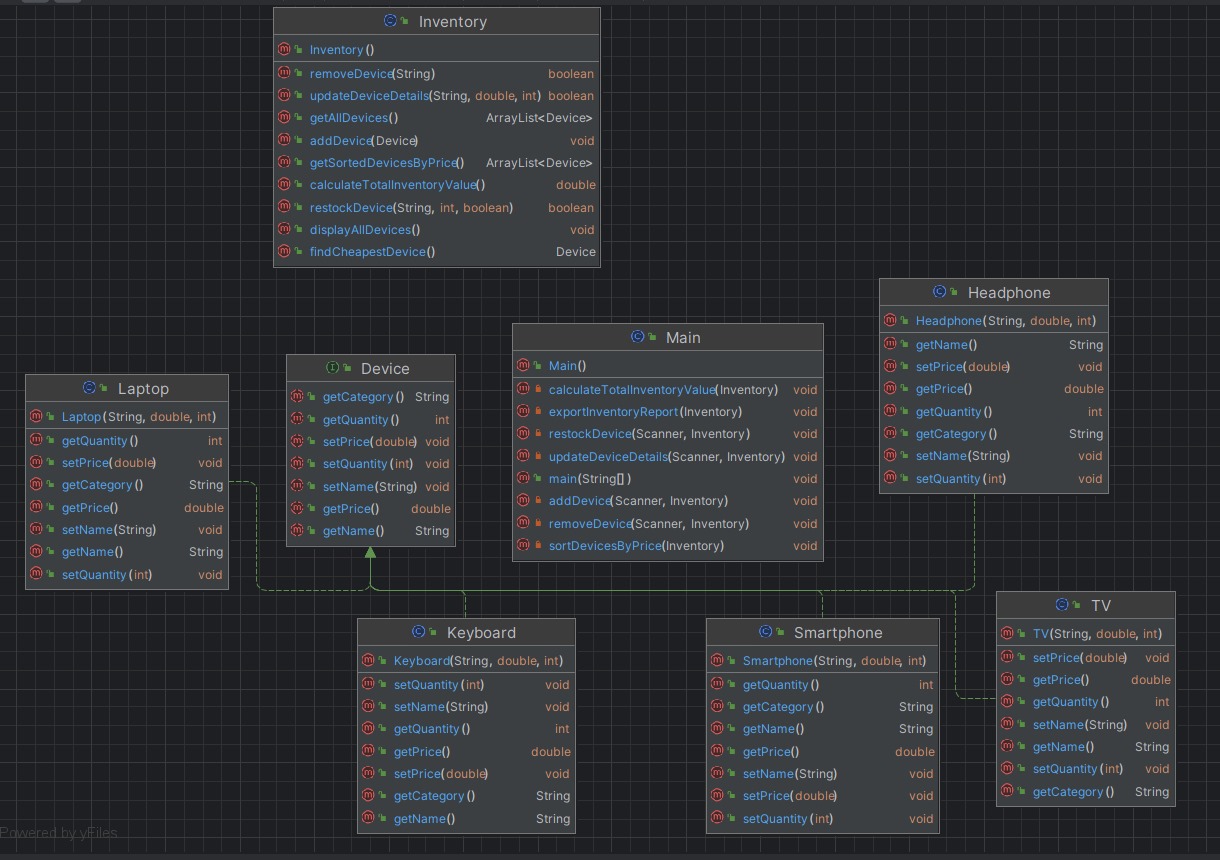 Inventory
Inventory()
removeDevice(String) boolean
updateDeviceDetails(String, double, int) boolean
getAllDevices() ArrayList<Device>
addDevice(Device) void
getSortedDevicesByPrice() ArrayList<Device>
calculateTotalInventoryValue() double
restockDevice(String, int, boolean) boolean
displayAllDevices() void
findCheapestDevice() Device
Headphone
Headphone(String, double, int)
getName() String
setPrice(double) void
getPrice() double
getQuantity() int
getCategory() String
setName(String) void
setQuantity(int) void
Main
Main()
calculateTotalInventoryValue(Inventory) void
exportInventoryReport(Inventory) void
restockDevice(Scanner, Inventory) void
updateDeviceDetails(Scanner, Inventory) void
main(String[]) void
addDevice(Scanner, Inventory) void
removeDevice(Scanner, Inventory) void
sortDevicesByPrice(Inventory) void
Device
getCategory() String
getQuantity() int
setPrice(double) void
setQuantity(int) void
setName(String) void
getPrice() double
getName() String
Laptop
Laptop(String, double, int)
getQuantity() int
setPrice(double) void
getCategory() String
getPrice() double
setName(String) void
getName() String
setQuantity(int) void
Keyboard
Keyboard(String, double, int)
setQuantity(int) void
setName(String) void
getQuantity() int
getPrice() double
setPrice(double) void
getCategory() String
getName() String
Smartphone
Smartphone(String, double, int)
getQuantity() int
getCategory() String
getName() String
getPrice() double
setName(String) void
setPrice(double) void
setQuantity(int) void
TV
TV(String, double, int)
setPrice(double) void
getPrice() double
getQuantity() int
setName(String) void
getName() String
setQuantity(int) void
getCategory() String
Powered by yFiles